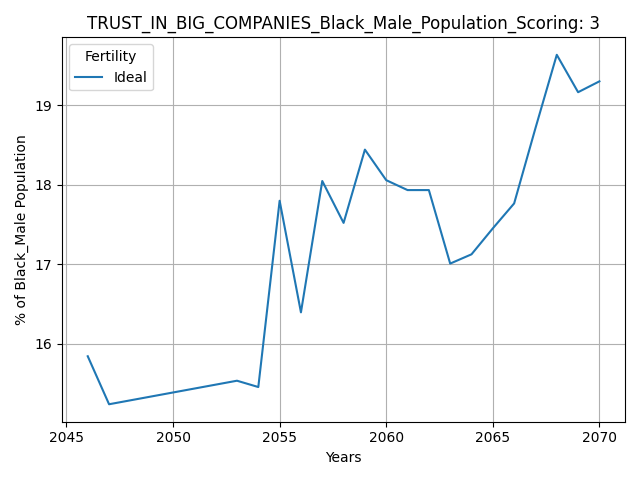 TRUST_IN_BIG_COMPANIES_Black_Male_Population_Scoring: 3
Fertility
Ideal
% of Black_Male Population
19
18
17
16
2045 2050 2055 2060 2065 2070
Years